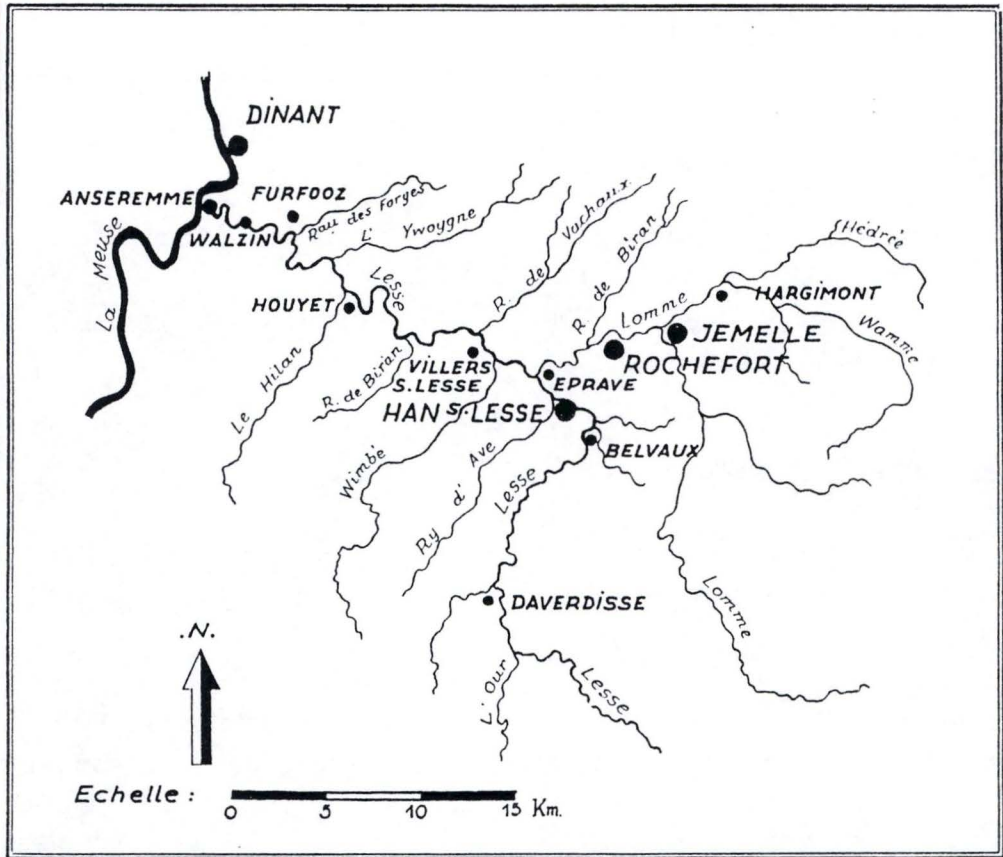 DINANT
ANSEREMME
FURFOOZ
WALZIN
Rau des Forges
L' Ywoygne
La Meuse
Lesse
HOUYET
R. de Vachaux.
R. de Biran
Lomme
Hédrée
HARGIMONT
Wamme
JEMELLE
ROCHEFORT
VILLERS
S. LESSE
EPRAVE
R. de Biran
Le Hilan
HAN S. LESSE
BELVAUX
Wimbe
Ry d' Ave
Lesse
Lomme
DAVERDISSE
L' Our
Lesse
.N.
Echelle :
0 5 10 15 Km.